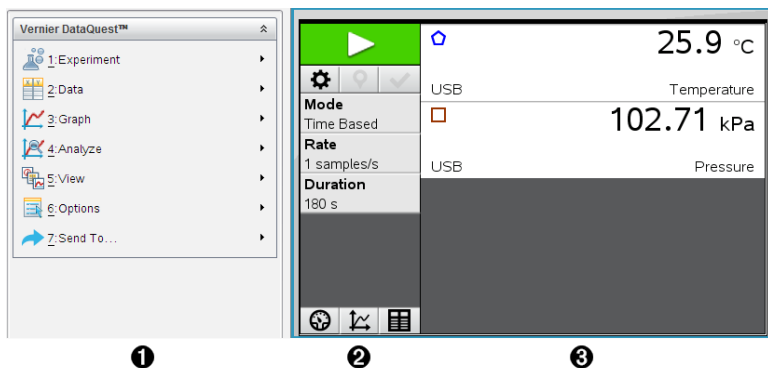 Vernier DataQuest™
1:Experiment
2:Data
3:Graph
4:Analyze
5:View
6:Options
7:Send To...
Mode
Time Based
Rate
1 samples/s
Duration
180 s
25.9 °C
USB Temperature
102.71 kPa
USB Pressure
❶ ❷ ❸